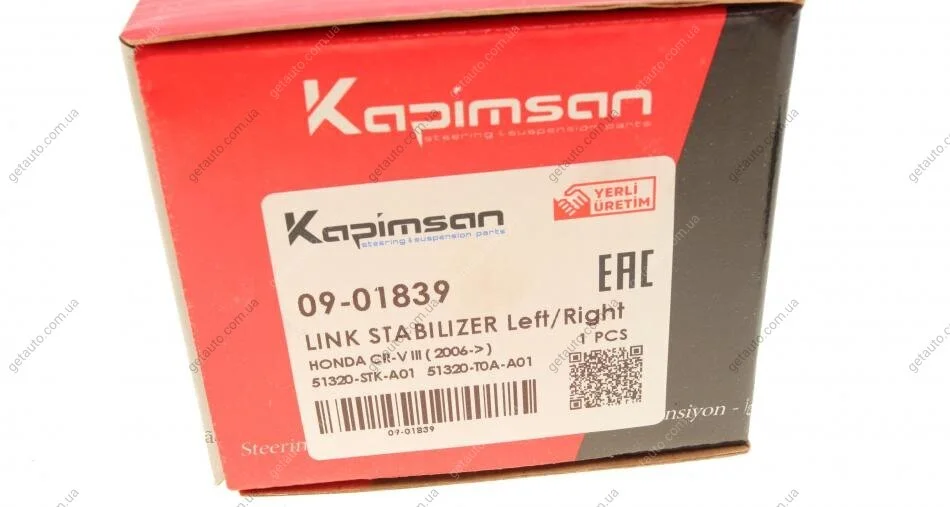 Kapimsan
steering & suspension parts
Kapimsan
steering & suspension parts
YERLİ
ÜRETİM
EAC
09-01839
LINK STABILIZER Left/Right
1 PCS
HONDA CR-V III ( 2006-> )
51320-STK-A01 51320-T0A-A01
09-01839
getauto.com.ua